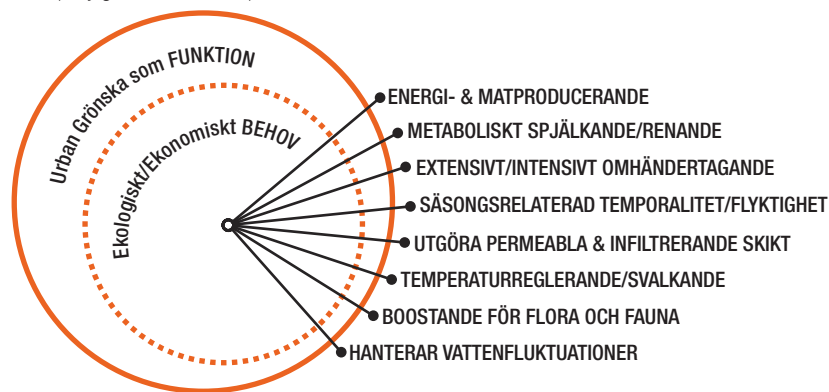 Urban Grönska som FUNKTION
Ekologiskt/Ekonomiskt BEHOV
ENERGI- & MATPRODUCERANDE
METABOLISKT SPJÄLKANDE/RENANDE
EXTENSIVT/INTENSIVT OMHÄNDERTAGANDE
SÄSONGSRELATERAD TEMPORALITET/FLYKTIGHET
UTGÖRA PERMEABLA & INFILTRERANDE SKIKT
TEMPERATURREGLERANDE/SVALKANDE
BOOSTANDE FÖR FLORA OCH FAUNA
HANTERAR VATTENFLUKTUATIONER